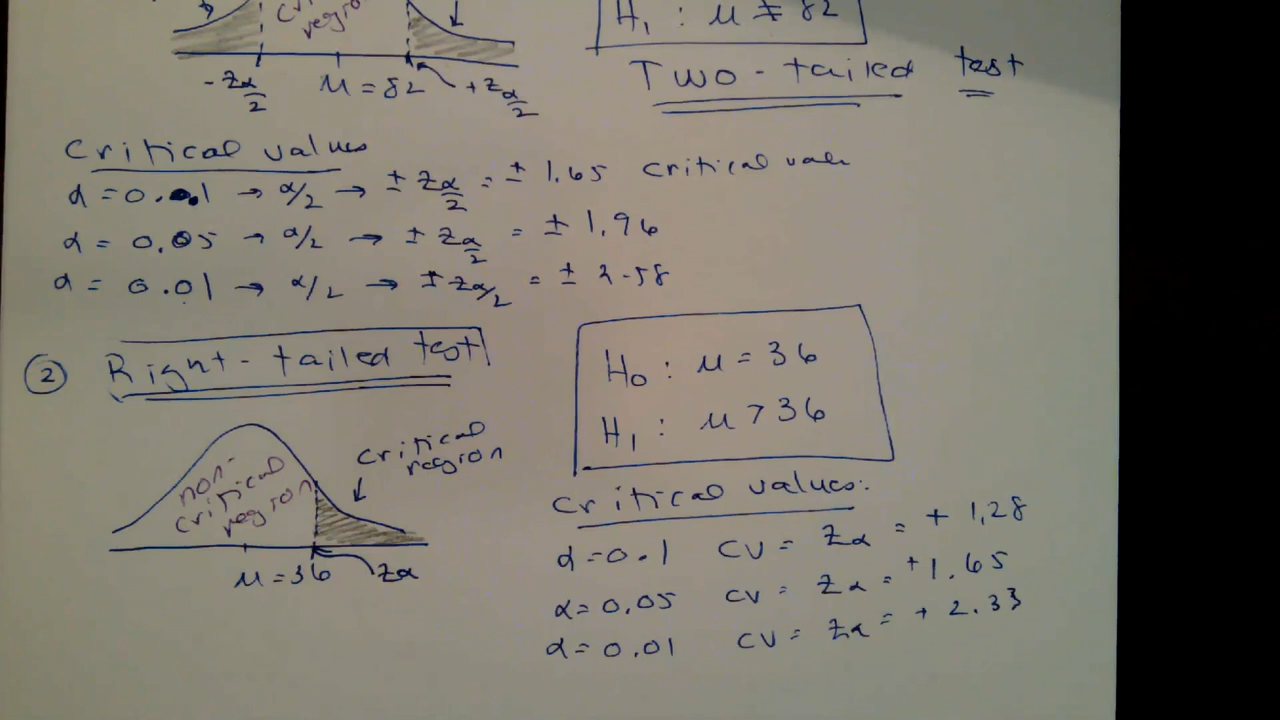 critical
region
H₁ : μ ≠ 82
-zα/2 μ = 82 +zα/2
Two-tailed test
Critical values
α = 0.1 → α/2 → ± zα/2 = ± 1.65 critical value
α = 0.05 → α/2 → ± zα/2 = ± 1.96
α = 0.01 → α/2 → ± zα/2 = ± 2.58
② Right-tailed test
H₀ : μ = 36
H₁ : μ > 36
non-
critical
region
critical
region
μ = 36 zα
critical values:
α = 0.1 CV = zα = + 1.28
α = 0.05 CV = zα = +1.65
α = 0.01 CV = zα = + 2.33